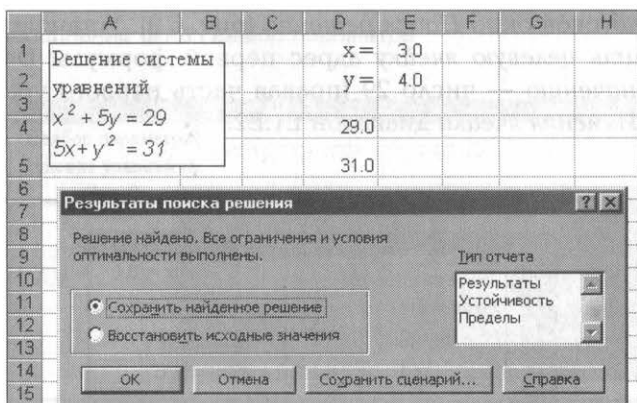 A B C D E F G H
1 Решение системы x = 3.0
2 уравнений y = 4.0
3
4 x² + 5y = 29 29.0
5 5x + y² = 31 31.0
6
7 Результаты поиска решения
8 Решение найдено. Все ограничения и условия
9 оптимальности выполнены. Тип отчета
10 Результаты
11 Сохранить найденное решение Устойчивость
12 Восстановить исходные значения Пределы
13
14 OK Отмена Сохранить сценарий... Справка
15